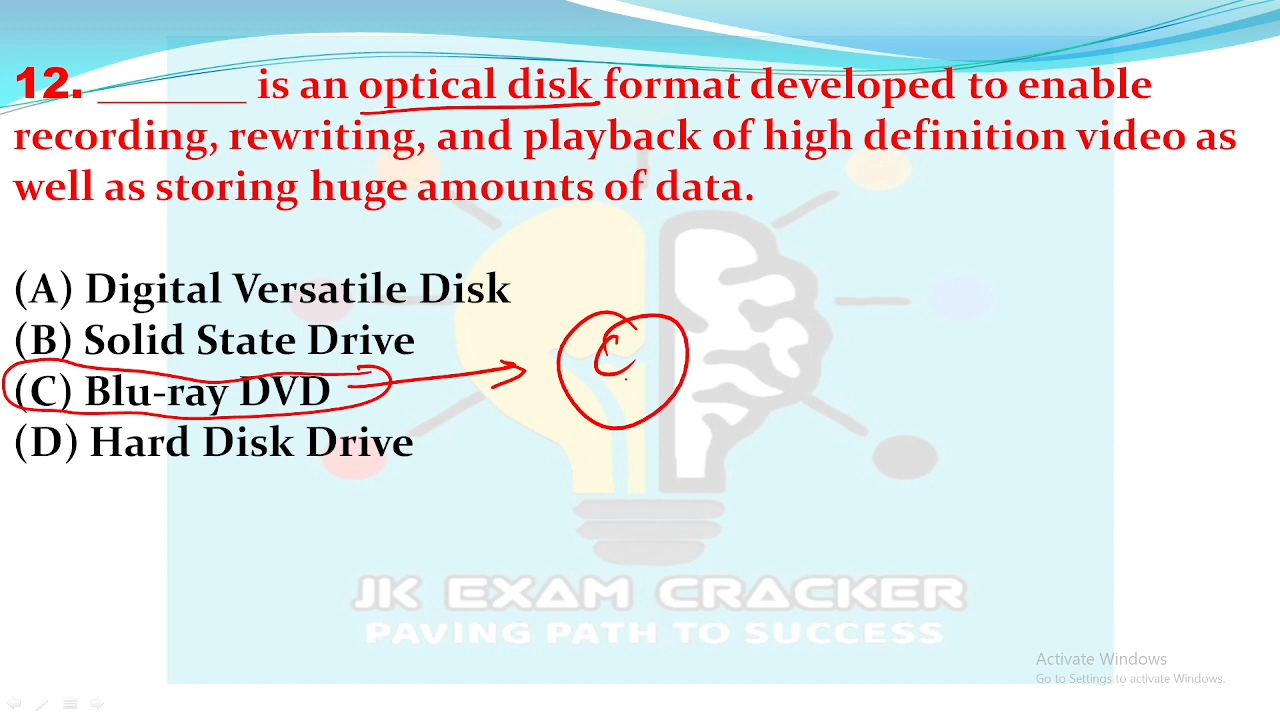 12. _______ is an optical disk format developed to enable
recording, rewriting, and playback of high definition video as
well as storing huge amounts of data.
(A) Digital Versatile Disk
(B) Solid State Drive
(C) Blu-ray DVD
C
(D) Hard Disk Drive
JK EXAM CRACKER
PAVING PATH TO SUCCESS
Activate Windows
Go to Settings to activate Windows.